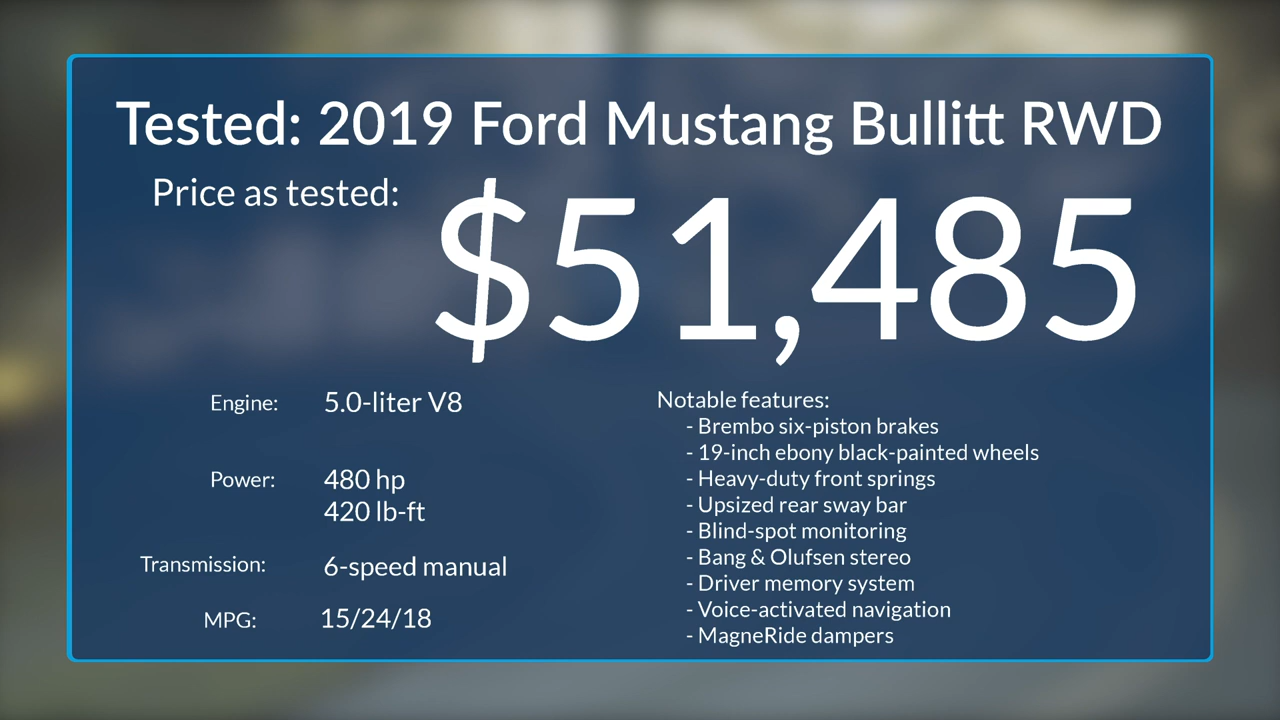 Tested: 2019 Ford Mustang Bullitt RWD
Price as tested:
$51,485
Engine: 5.0-liter V8
Power: 480 hp
420 lb-ft
Transmission: 6-speed manual
MPG: 15/24/18
Notable features:
- Brembo six-piston brakes
- 19-inch ebony black-painted wheels
- Heavy-duty front springs
- Upsized rear sway bar
- Blind-spot monitoring
- Bang & Olufsen stereo
- Driver memory system
- Voice-activated navigation
- MagneRide dampers